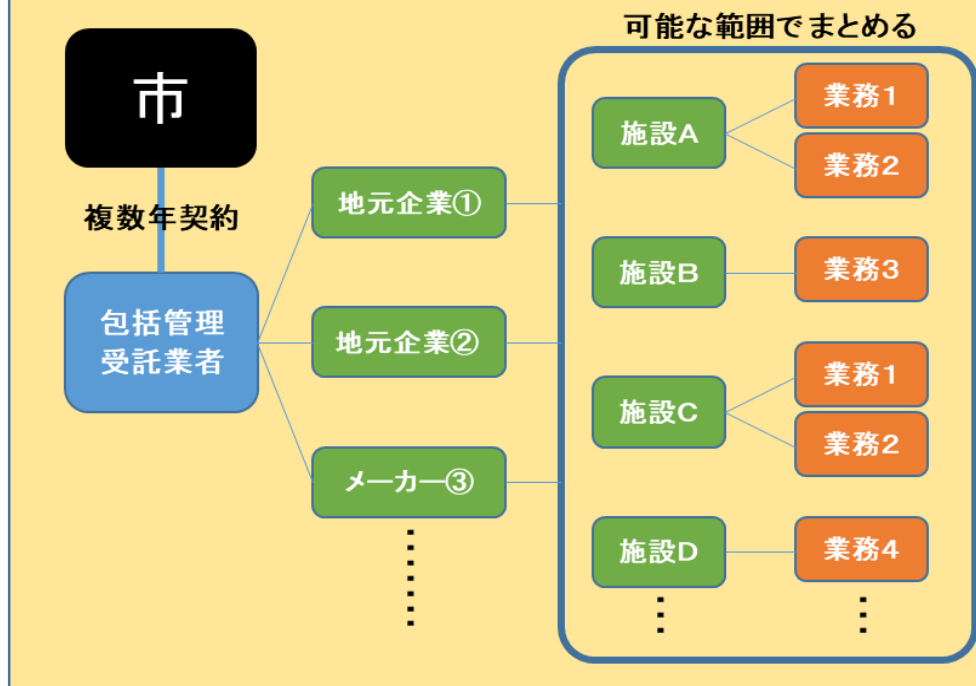 可能な範囲でまとめる
市
複数年契約
包括管理
受託業者
地元企業①
地元企業②
メーカー③
施設A
業務1
業務2
施設B
業務3
施設C
業務1
業務2
施設D
業務4